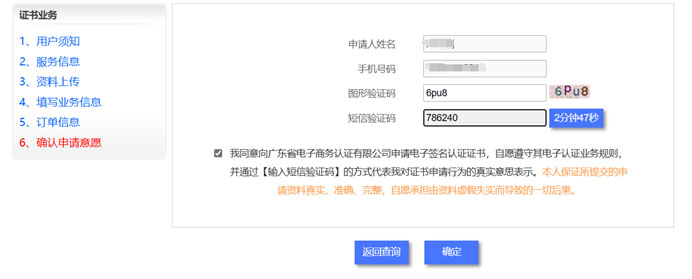 证书业务
1、用户须知
2、服务信息
3、资料上传
4、填写业务信息
5、订单信息
6、确认申请意愿
申请人姓名
手机号码
图形验证码 6pu8 6Pu8
短信验证码 786240 2分钟47秒
我同意向广东省电子商务认证有限公司申请电子签名认证证书，自愿遵守其电子认证业务规则，
并通过【输入短信验证码】的方式代表我对证书申请行为的真实意思表示。本人保证所提交的申
请资料真实、准确、完整，自愿承担由资料虚假失实而导致的一切后果。
返回查询 确定